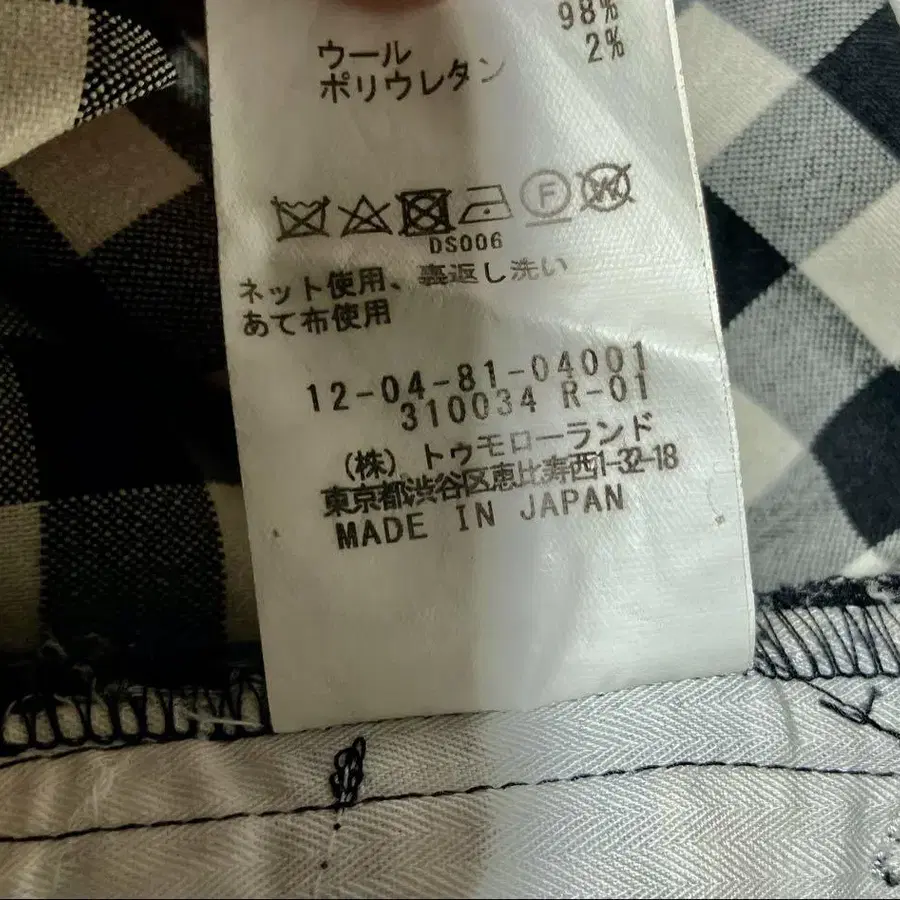 98%
ウール 2%
ポリウレタン
F W
DS006
ネット使用、裏返し洗い
あて布使用
12-04-81-04001
310034 R-01
(株) トゥモローランド
東京都渋谷区恵比寿西1-32-18
MADE IN JAPAN